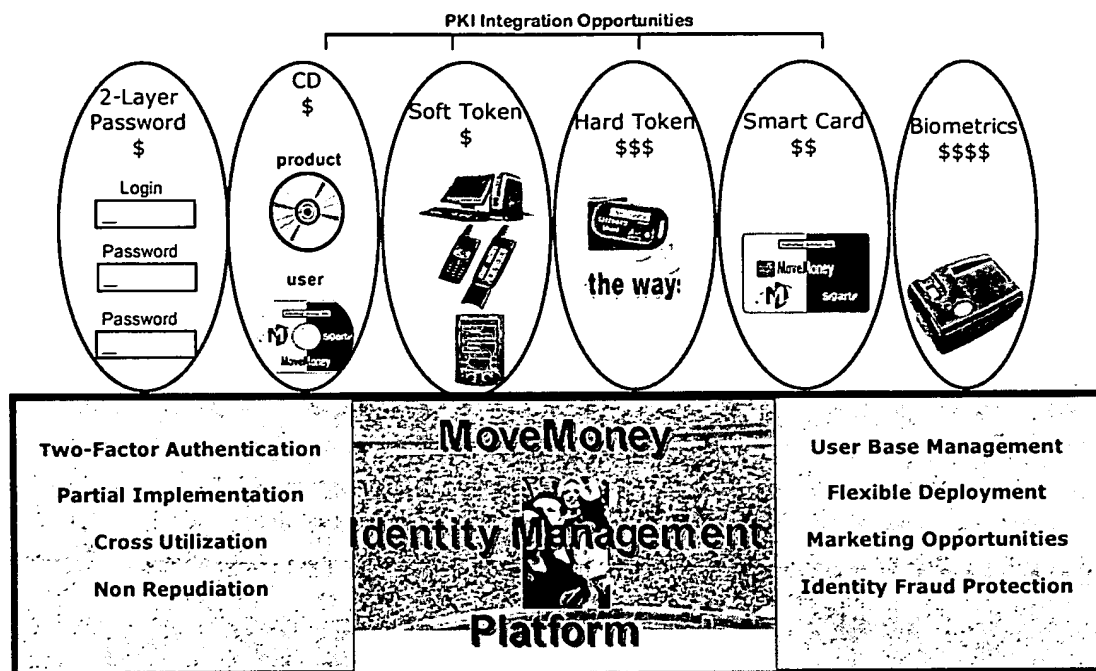 PKI Integration Opportunities
2-Layer
Password
$
Login
Password
Password
CD
$
product
user
MoveMoney
Soft Token
$
Hard Token
$$$
the way
Smart Card
$$
MoveMoney
Biometrics
$$$$
Two-Factor Authentication
Partial Implementation
Cross Utilization
Non Repudiation
MoveMoney
Identity Management
Platform
User Base Management
Flexible Deployment
Marketing Opportunities
Identity Fraud Protection